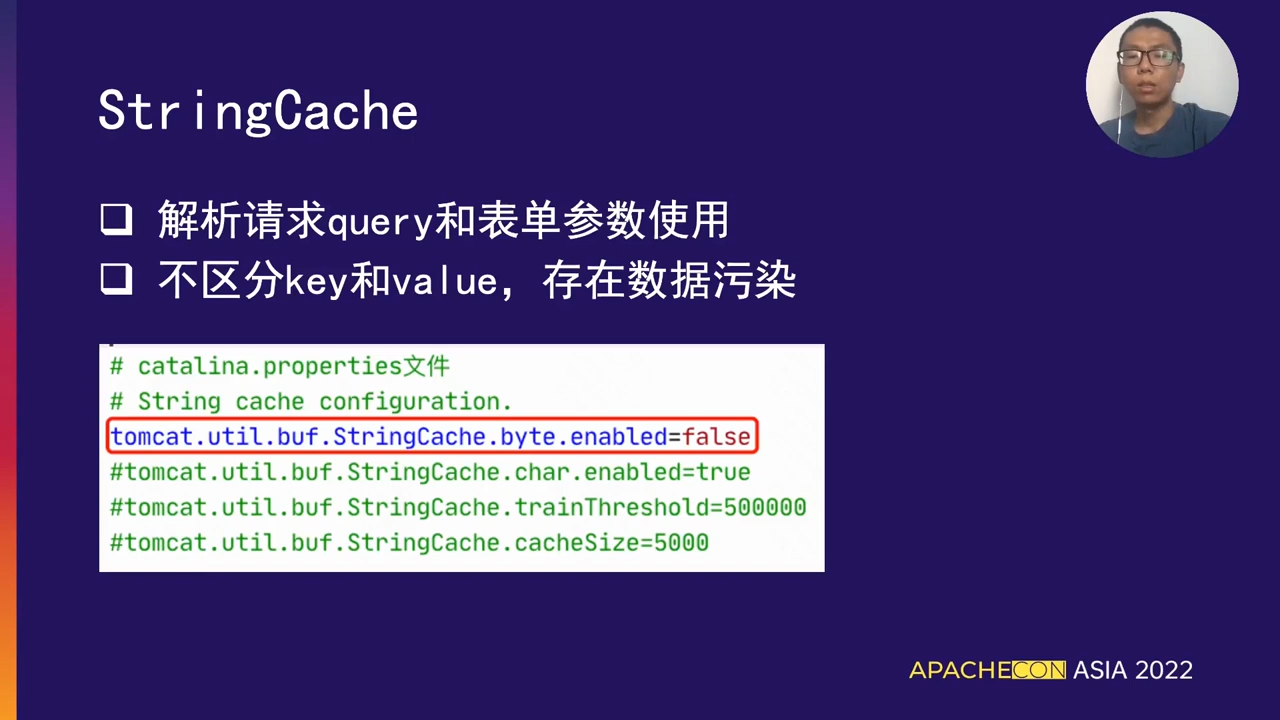 StringCache
解析请求query和表单参数使用
不区分key和value，存在数据污染
# catalina.properties文件
# String cache configuration.
tomcat.util.buf.StringCache.byte.enabled=false
#tomcat.util.buf.StringCache.char.enabled=true
#tomcat.util.buf.StringCache.trainThreshold=500000
#tomcat.util.buf.StringCache.cacheSize=5000
APACHECON ASIA 2022